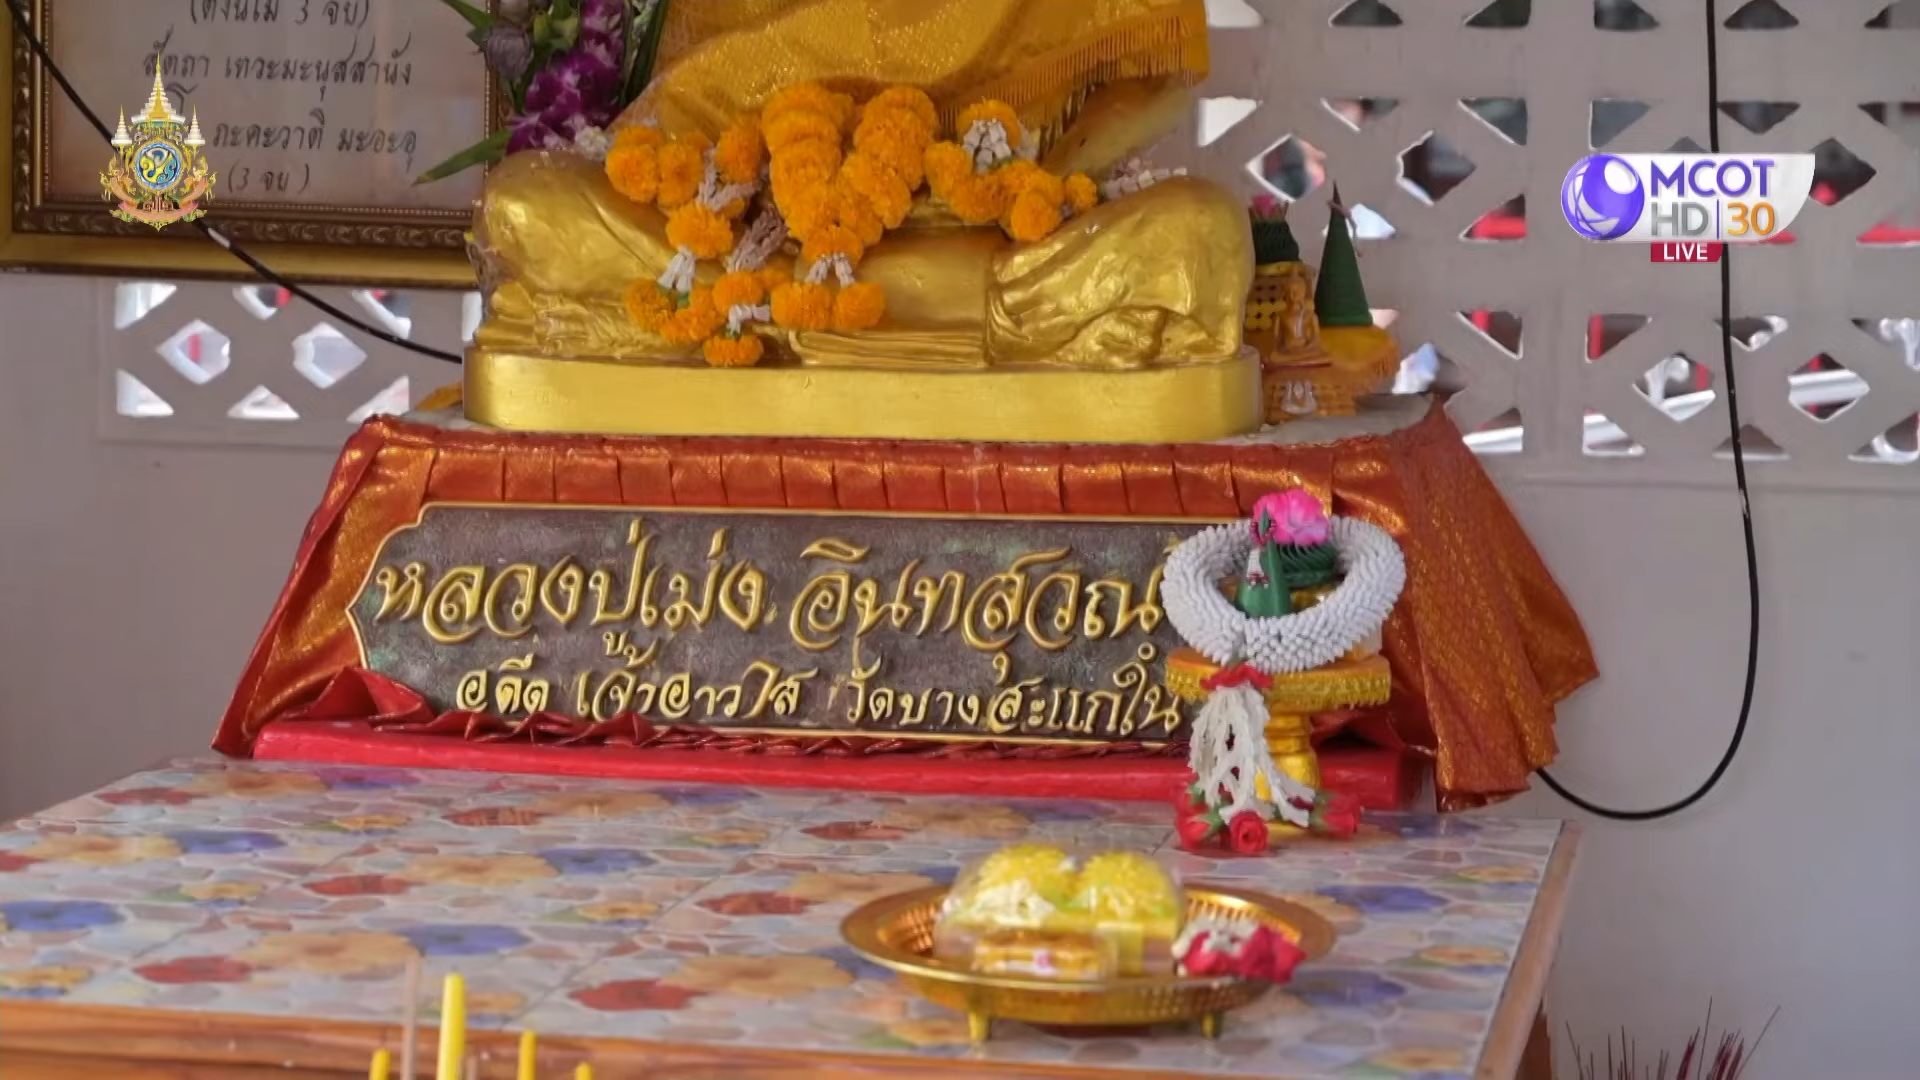 (ตั้งนะโม 3 จบ)
สัตถา เทวะมะนุสสานัง
ภะคะวาติ มะอะอุ
(3 จบ)
MCOT
HD 30
LIVE
หลวงปู่เม่ง อินทสุวณ
อดีต เจ้าอาวาส วัดบางสะแกใน